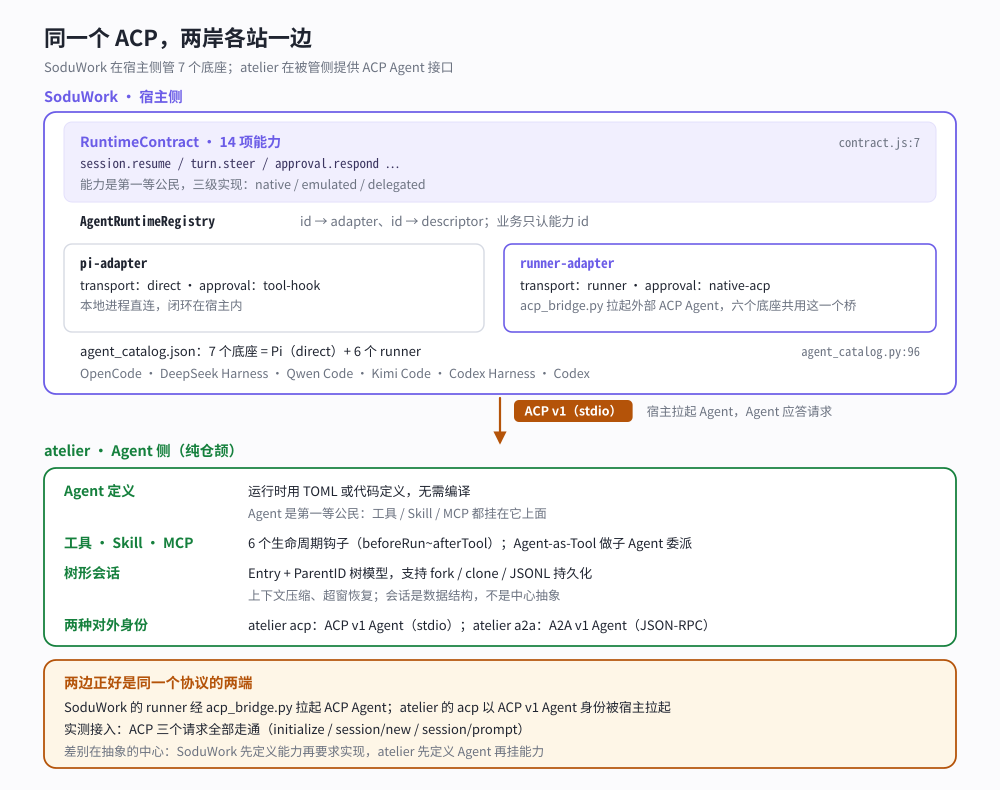 同一个 ACP，两岸各站一边
SoduWork 在宿主侧管 7 个底座；atelier 在被管侧提供 ACP Agent 接口
SoduWork · 宿主侧
RuntimeContract · 14 项能力
contract.js:7
session.resume / turn.steer / approval.respond ...
能力是第一等公民，三级实现：native / emulated / delegated
AgentRuntimeRegistry
id → adapter、id → descriptor；业务只认能力 id
pi-adapter
transport：direct · approval：tool-hook
本地进程直连，闭环在宿主内
runner-adapter
transport：runner · approval：native-acp
acp_bridge.py 拉起外部 ACP Agent，六个底座共用这一个桥
agent_catalog.json：7 个底座 = Pi（direct）+ 6 个 runner
agent_catalog.py:96
OpenCode · DeepSeek Harness · Qwen Code · Kimi Code · Codex Harness · Codex
ACP v1（stdio）
宿主拉起 Agent，Agent 应答请求
atelier · Agent 侧（纯仓颉）
Agent 定义
运行时用 TOML 或代码定义，无需编译
Agent 是第一等公民：工具 / Skill / MCP 都挂在它上面
工具 · Skill · MCP
6 个生命周期钩子（beforeRun~afterTool）；Agent-as-Tool 做子 Agent 委派
树形会话
Entry + ParentID 树模型，支持 fork / clone / JSONL 持久化
上下文压缩、超窗恢复；会话是数据结构，不是中心抽象
两种对外身份
atelier acp：ACP v1 Agent（stdio）；atelier a2a：A2A v1 Agent（JSON-RPC）
两边正好是同一个协议的两端
SoduWork 的 runner 经 acp_bridge.py 拉起 ACP Agent；atelier 的 acp 以 ACP v1 Agent 身份被宿主拉起
实测接入：ACP 三个请求全部走通（initialize / session/new / session/prompt）
差别在抽象的中心：SoduWork 先定义能力再要求实现，atelier 先定义 Agent 再挂能力